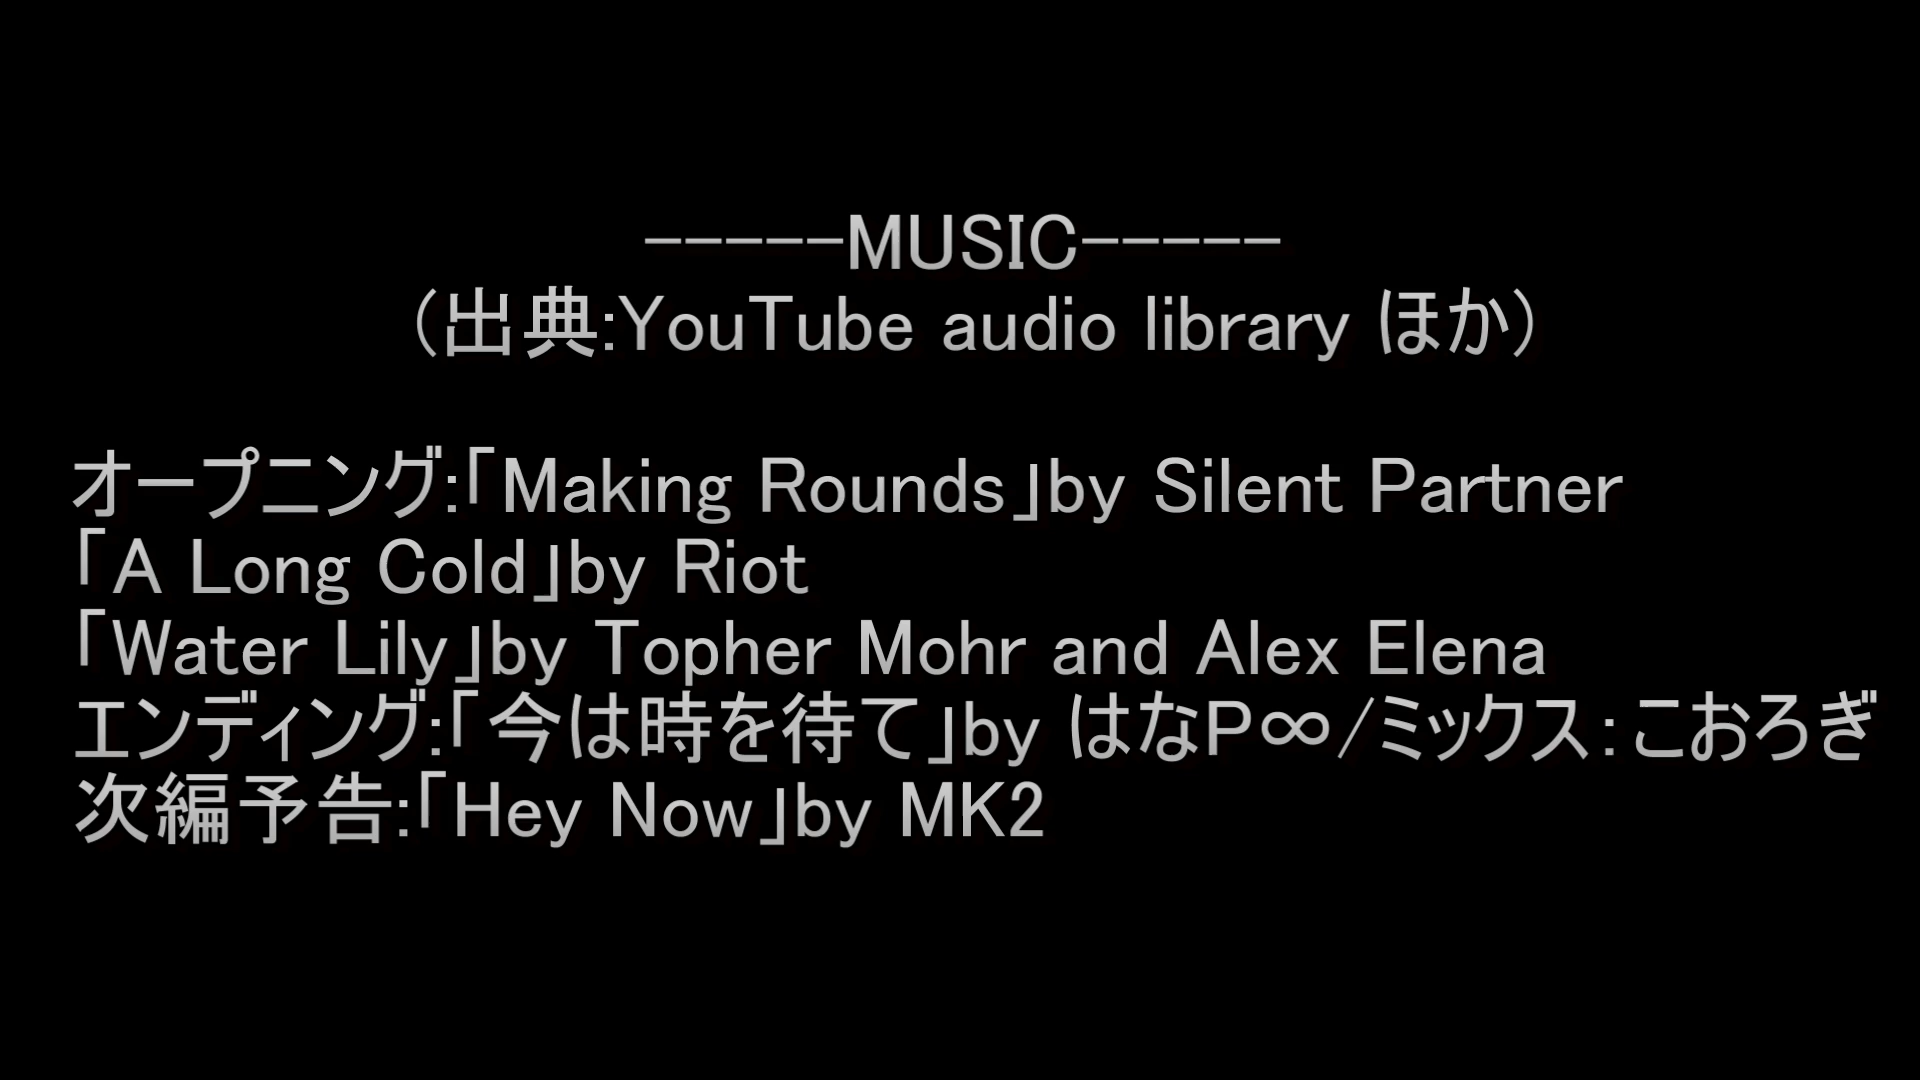 -----MUSIC-----
（出典:YouTube audio library ほか）
オープニング:「Making Rounds」by Silent Partner
「A Long Cold」by Riot
「Water Lily」by Topher Mohr and Alex Elena
エンディング:「今は時を待て」by はなP∞/ミックス：こおろぎ
次編予告:「Hey Now」by MK2